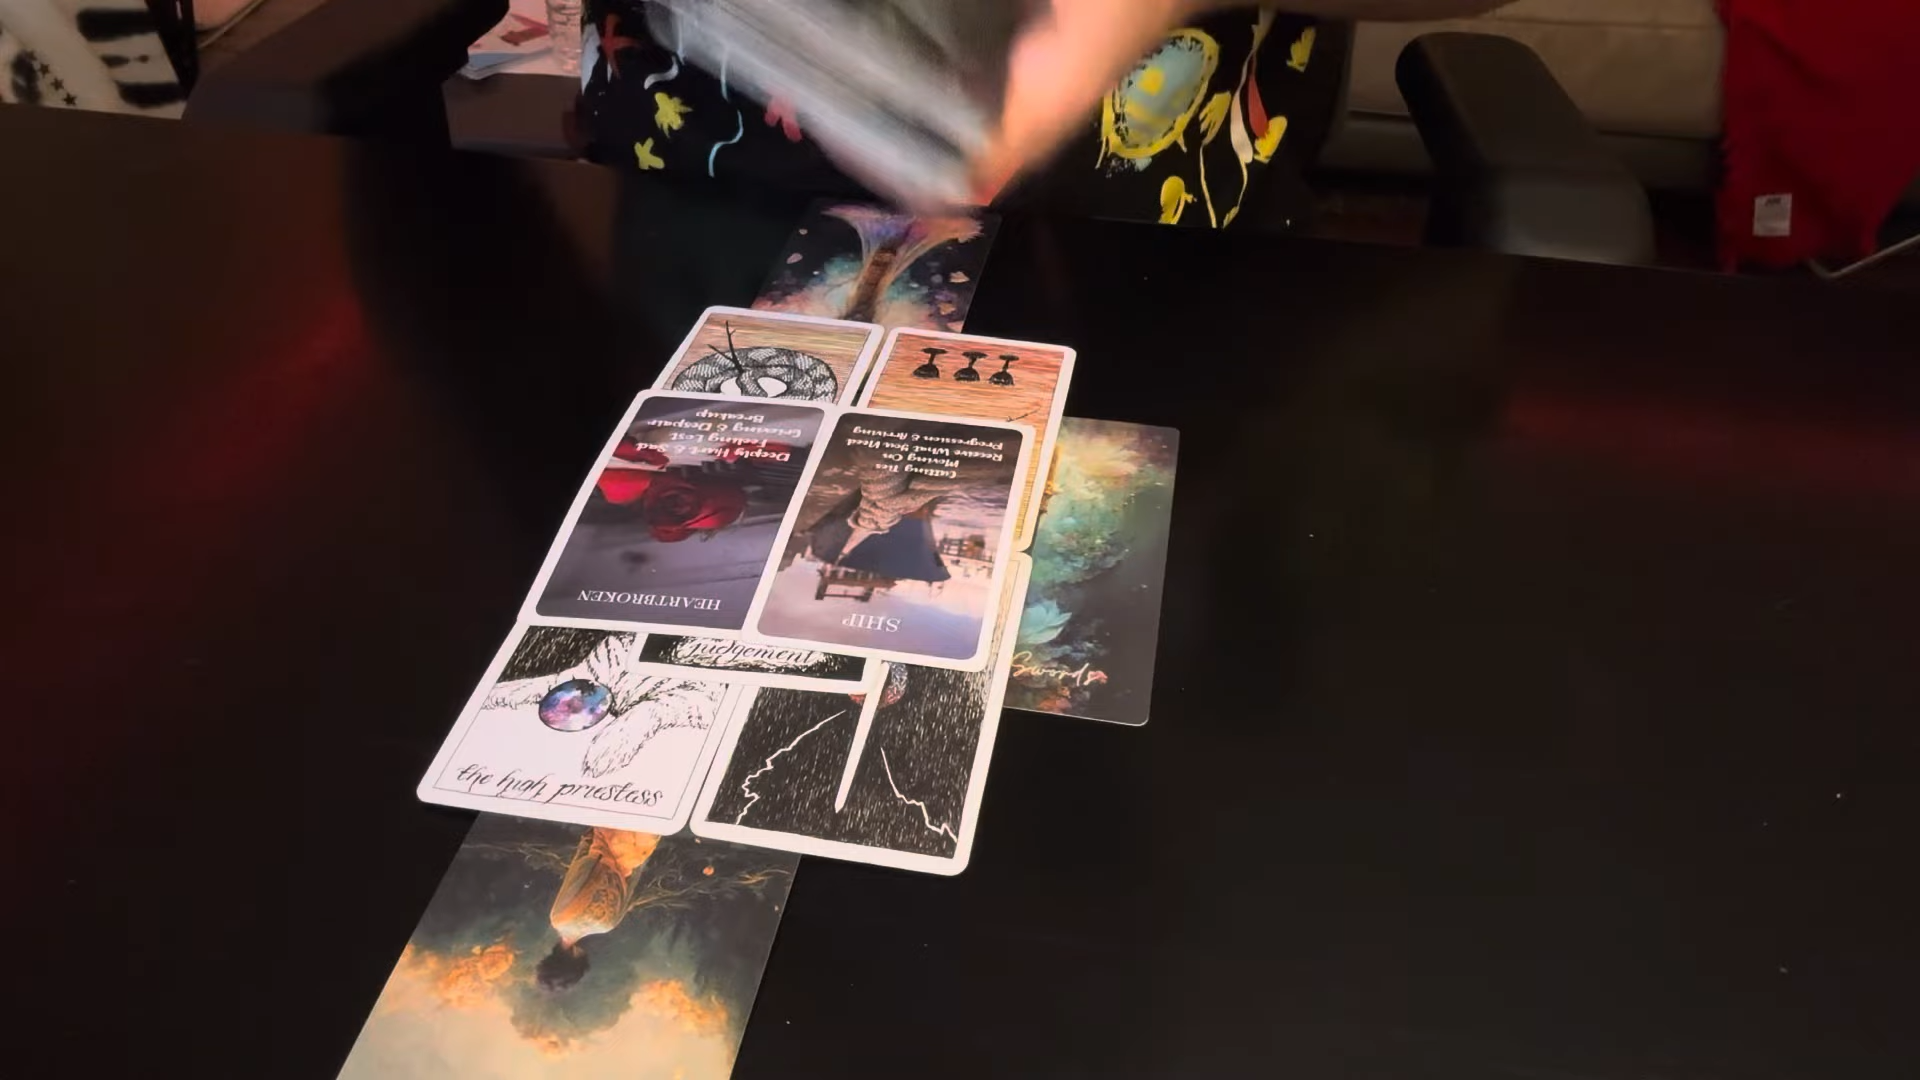 Deeply Hurt & Sad
Feeling Lost
Grieving & Despair
Breakup
HEARTBROKEN
Cutting Ties
Moving On
Receive What You Need
Progression & Arriving
SHIP
Judgement
the high priestess
Swords